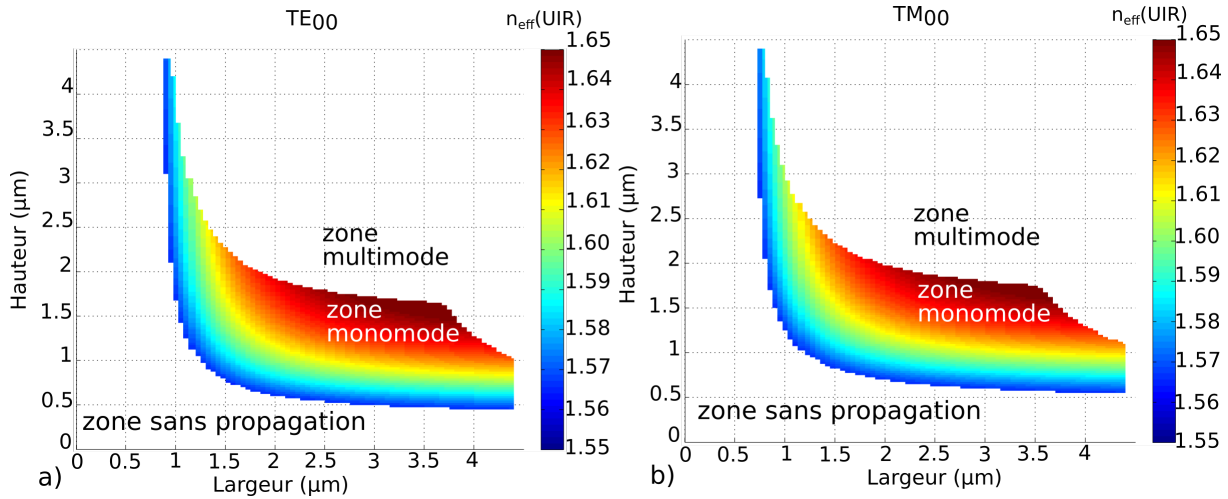 TE00
n_eff(UIR)
Hauteur (µm)
4
3.5
3
2.5
2
1.5
1
0.5
0
zone
multimode
zone
monomode
zone sans propagation
0
0.5
1
1.5
2
2.5
3
3.5
4
Largeur (µm)
a)
1.65
1.64
1.63
1.62
1.61
1.60
1.59
1.58
1.57
1.56
1.55
TM00
n_eff(UIR)
Hauteur (µm)
4
3.5
3
2.5
2
1.5
1
0.5
0
zone
multimode
zone
monomode
zone sans propagation
0
0.5
1
1.5
2
2.5
3
3.5
4
Largeur (µm)
b)
1.65
1.64
1.63
1.62
1.61
1.60
1.59
1.58
1.57
1.56
1.55